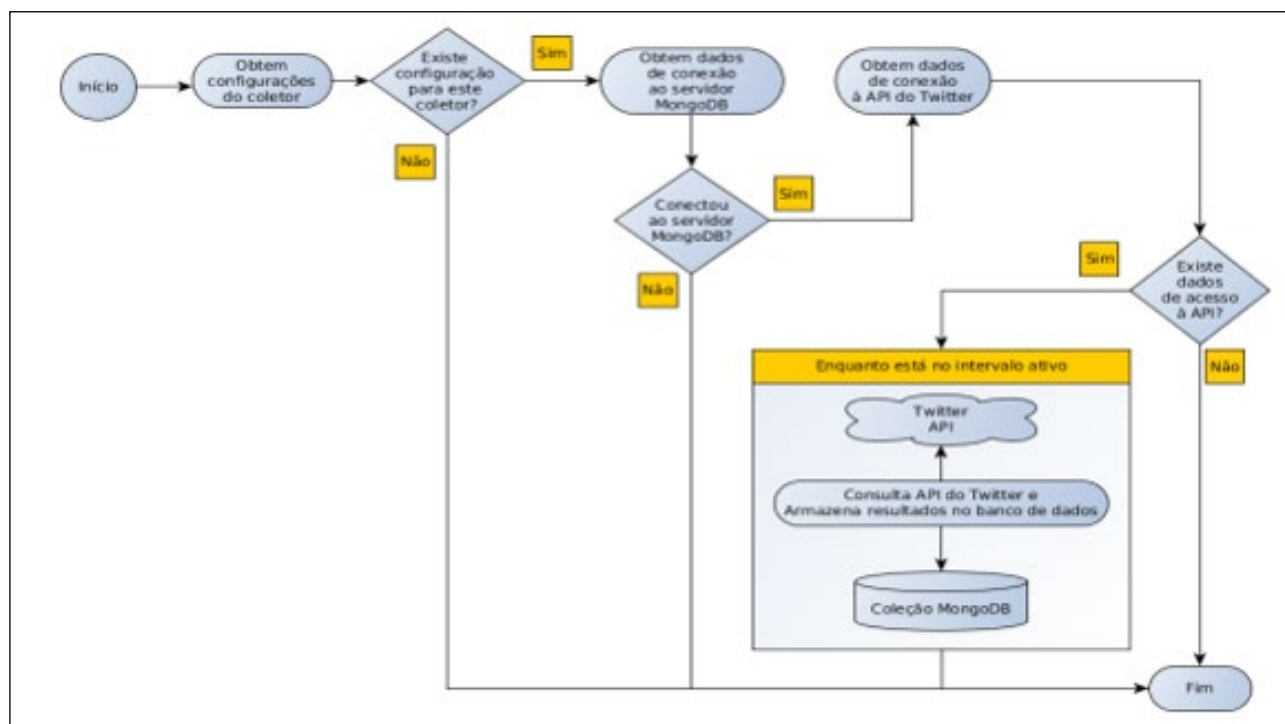 Início
Obtem
configurações
do coletor
Existe
configuração
para este
coletor?
Sim
Não
Obtem dados
de conexão
ao servidor
MongoDB
Conectou
ao servidor
MongoDB?
Sim
Não
Obtem dados
de conexão
à API do Twitter
Existe
dados
de acesso
à API?
Sim
Não
Enquanto está no intervalo ativo
Twitter
API
Consulta API do Twitter e
Armazena resultados no banco de dados
Coleção MongoDB
Fim